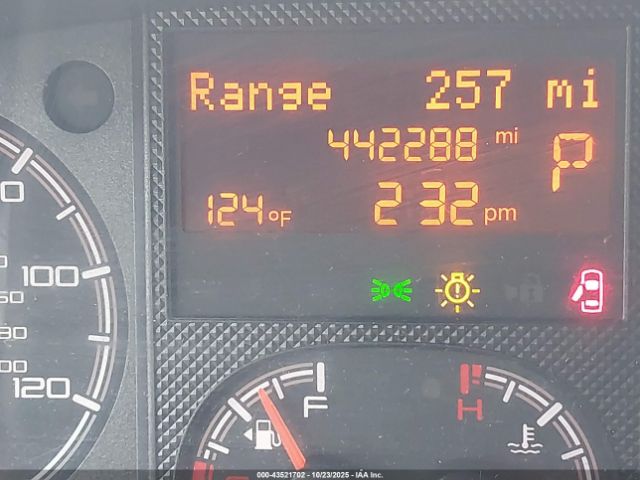 Range 257 mi
442288 mi
P
124°F 2 32 pm
100
120
F
H
000-43521702 - 10/23/2025 - IAA Inc.